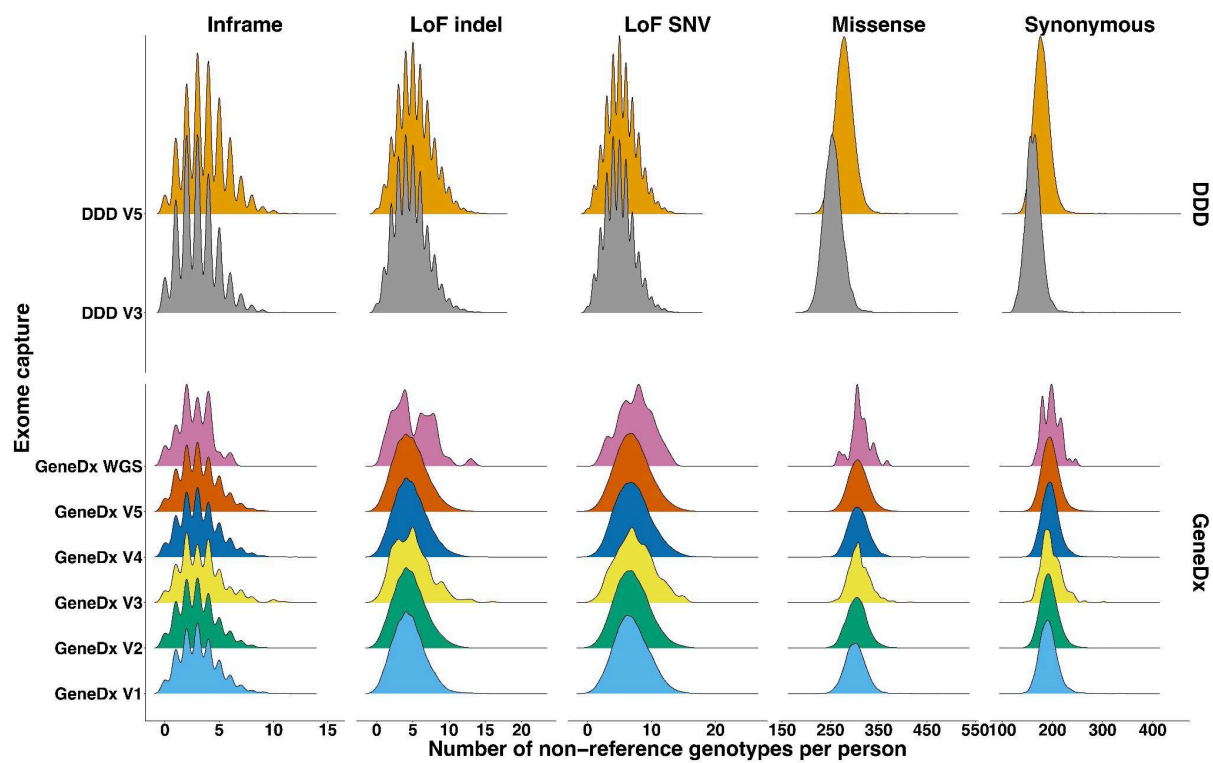 Inframe LoF indel LoF SNV Missense Synonymous
DDD V5
DDD V3
DDD
Exome capture
GeneDx WGS
GeneDx V5
GeneDx V4
GeneDx V3
GeneDx V2
GeneDx V1
GeneDx
0 5 10 15 0 5 10 15 20 0 10 20 150 250 350 450 550 100 200 300 400
Number of non−reference genotypes per person